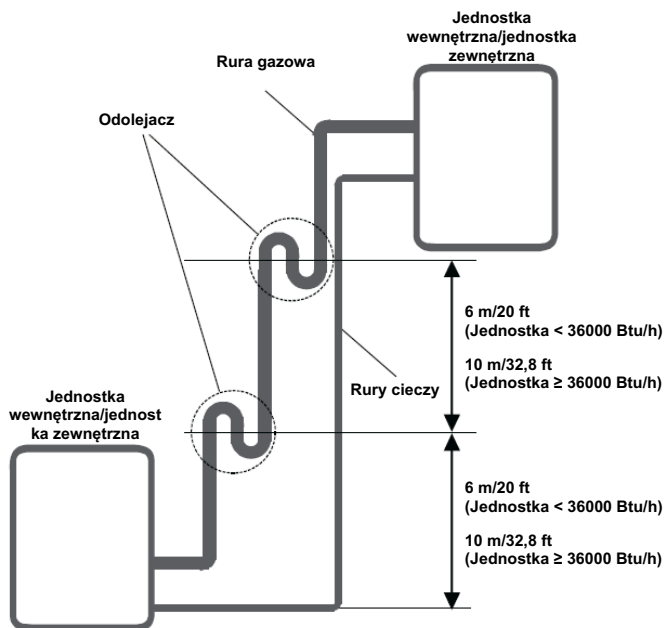 Jednostka
wewnętrzna/jednostka
zewnętrzna
Rura gazowa
Odolejacz
6 m/20 ft
(Jednostka < 36000 Btu/h)
10 m/32,8 ft
(Jednostka ≥ 36000 Btu/h)
Rury cieczy
Jednostka
wewnętrzna/jednost
ka zewnętrzna
6 m/20 ft
(Jednostka < 36000 Btu/h)
10 m/32,8 ft
(Jednostka ≥ 36000 Btu/h)